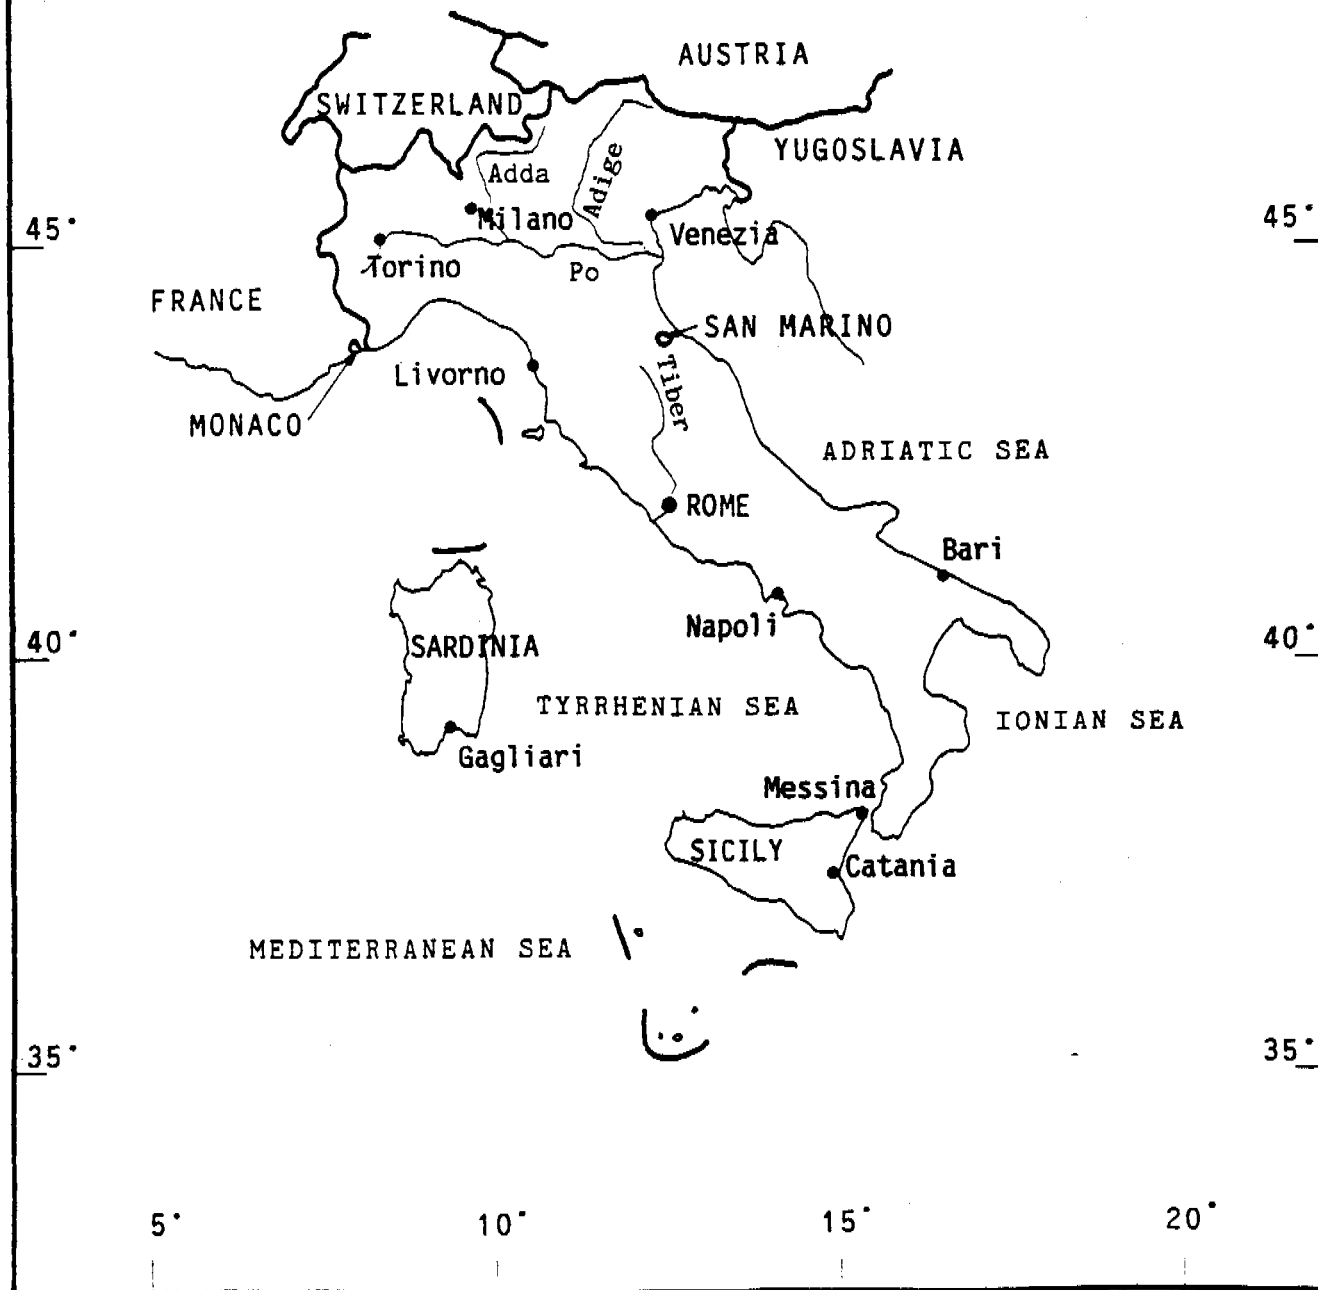 AUSTRIA
SWITZERLAND
YUGOSLAVIA
Adda
Adige
45°
Milano
Venezia
45°
Torino
Po
FRANCE
SAN MARINO
Livorno
Tiber
MONACO
ADRIATIC SEA
ROME
Bari
Napoli
40°
SARDINIA
40°
TYRRHENIAN SEA
IONIAN SEA
Gagliari
Messina
SICILY
Catania
MEDITERRANEAN SEA
35°
35°
5°
10°
15°
20°